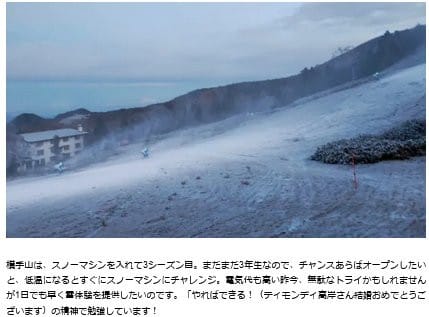 横手山は、スノーマシンを入れて3シーズン目。まだまだ3年生なので、チャンスあらばオープンしたい
と、低温になるとすぐにスノーマシンにチャレンジ。電気代も高い昨今、無駄なトライかもしれません
が1日でも早く雪体験を提供したいのです。「やればできる！（ティモンディ高岸さん結婚おめでとうご
ざいます）の精神で勉強しています！